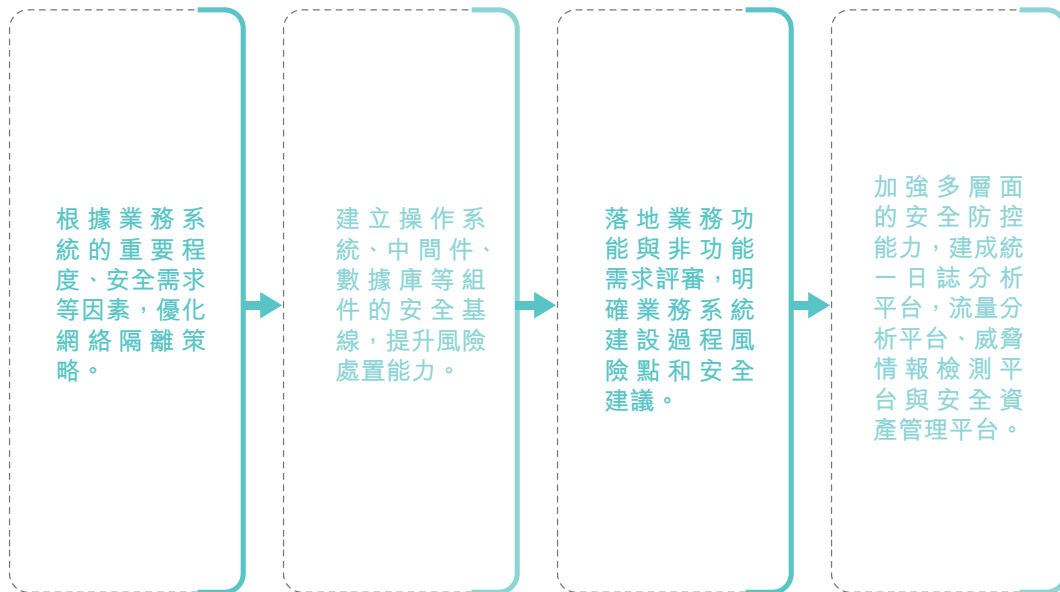 根據業務系
統的重要程
度、安全需求
等因素，優化
網絡隔離策
略。
建立操作系
統、中間件、
數據庫等組
件的安全基
線，提升風險
處置能力。
落地業務功
能與非功能
需求評審，明
確業務系統
建設過程風
險點和安全
建議。
加強多層面
的安全防控
能力，建成統
一日誌分析
平台，流量分
析平台、威脅
情報檢測平
台與安全資
產管理平台。